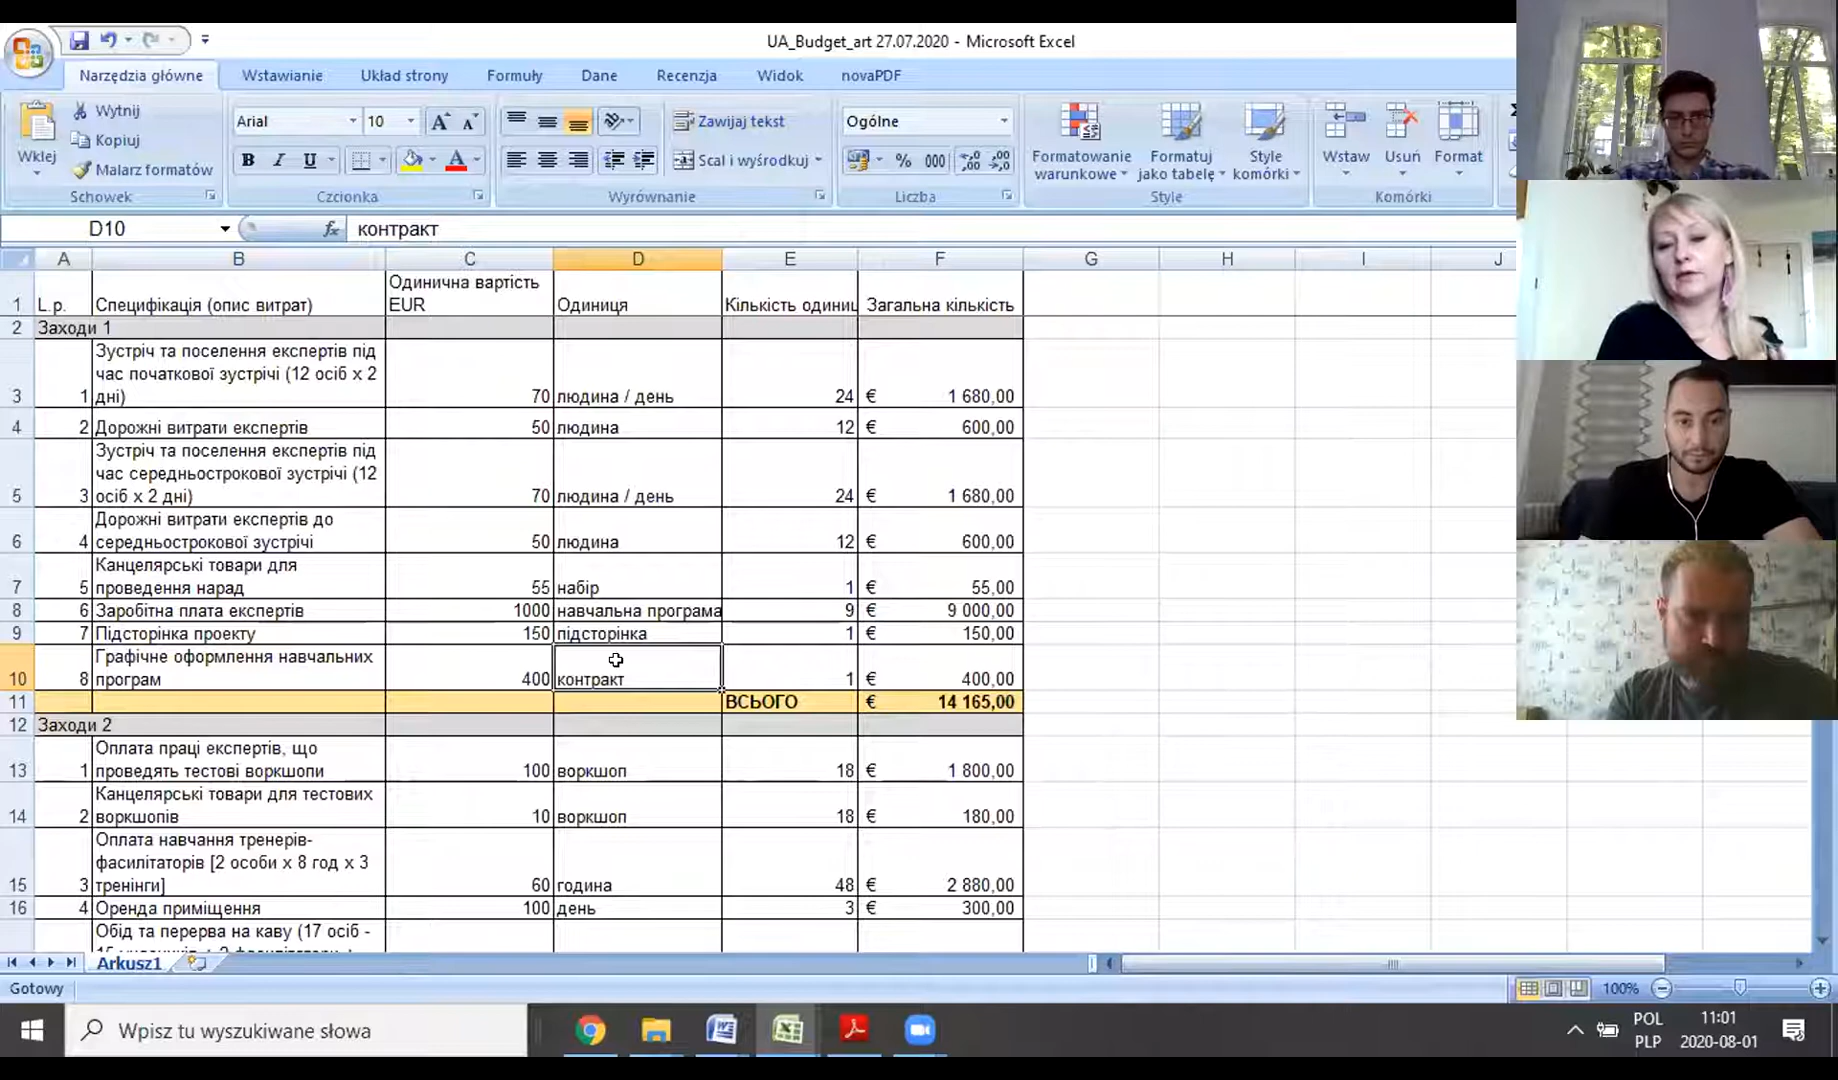 UA_Budget_art 27.07.2020 - Microsoft Excel
Narzędzia główne Wstawianie Układ strony Formuły Dane Recenzja Widok novaPDF
Wklej
Wytnij
Kopiuj
Malarz formatów
Schowek
Arial 10
B I U
Czcionka
Zawijaj tekst
Scal i wyśrodkuj
Wyrównanie
Ogólne
% 000
Liczba
Formatowanie warunkowe
Formatuj jako tabelę
Style komórki
Style
Wstaw Usuń Format
Komórki
D10 fx контракт
A B C D E F G H I J
1 L.p. Специфікація (опис витрат) Одинична вартість EUR Одиниця Кількість одиниц Загальна кількість
2 Заходи 1
3 1 Зустріч та поселення експертів під час початкової зустрічі (12 осіб x 2 дні) 70 людина / день 24 € 1 680,00
4 2 Дорожні витрати експертів 50 людина 12 € 600,00
5 3 Зустріч та поселення експертів під час середньострокової зустрічі (12 осіб x 2 дні) 70 людина / день 24 € 1 680,00
6 4 Дорожні витрати експертів до середньострокової зустрічі 50 людина 12 € 600,00
7 5 Канцелярські товари для проведення нарад 55 набір 1 € 55,00
8 6 Заробітна плата експертів 1000 навчальна програма 9 € 9 000,00
9 7 Підсторінка проекту 150 підсторінка 1 € 150,00
10 8 Графічне оформлення навчальних програм 400 контракт 1 € 400,00
11 ВСЬОГО € 14 165,00
12 Заходи 2
13 1 Оплата праці експертів, що проведять тестові воркшопи 100 воркшоп 18 € 1 800,00
14 2 Канцелярські товари для тестових воркшопів 10 воркшоп 18 € 180,00
15 3 Оплата навчання тренерів-фасилітаторів [2 особи x 8 год x 3 тренінги] 60 година 48 € 2 880,00
16 4 Оренда приміщення 100 день 3 € 300,00
Обід та перерва на каву (17 осіб -
Arkusz1
Gotowy 100%
Wpisz tu wyszukiwane słowa
POL 11:01
PLP 2020-08-01